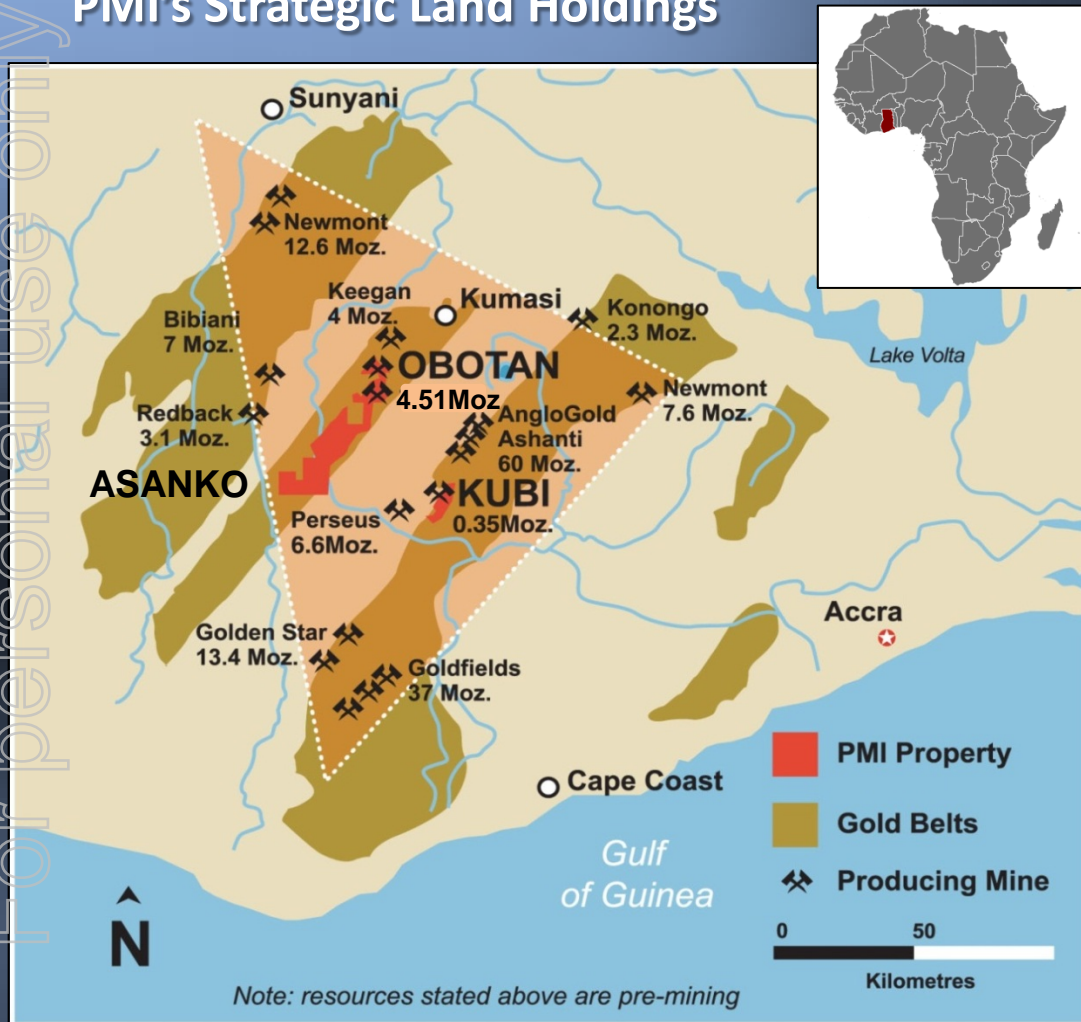 PMI's Strategic Land Holdings
For personal use only
Sunyani
Newmont
12.6 Moz.
Keegan
4 Moz.
Kumasi
Konongo
2.3 Moz.
Bibiani
7 Moz.
Lake Volta
OBOTAN
4.51Moz
Newmont
7.6 Moz.
Redback
3.1 Moz.
AngloGold
Ashanti
60 Moz.
ASANKO
KUBI
0.35Moz.
Perseus
6.6Moz.
Accra
Golden Star
13.4 Moz.
Goldfields
37 Moz.
Cape Coast
PMI Property
Gold Belts
Producing Mine
Gulf
of Guinea
0 50
Kilometres
N
Note: resources stated above are pre-mining